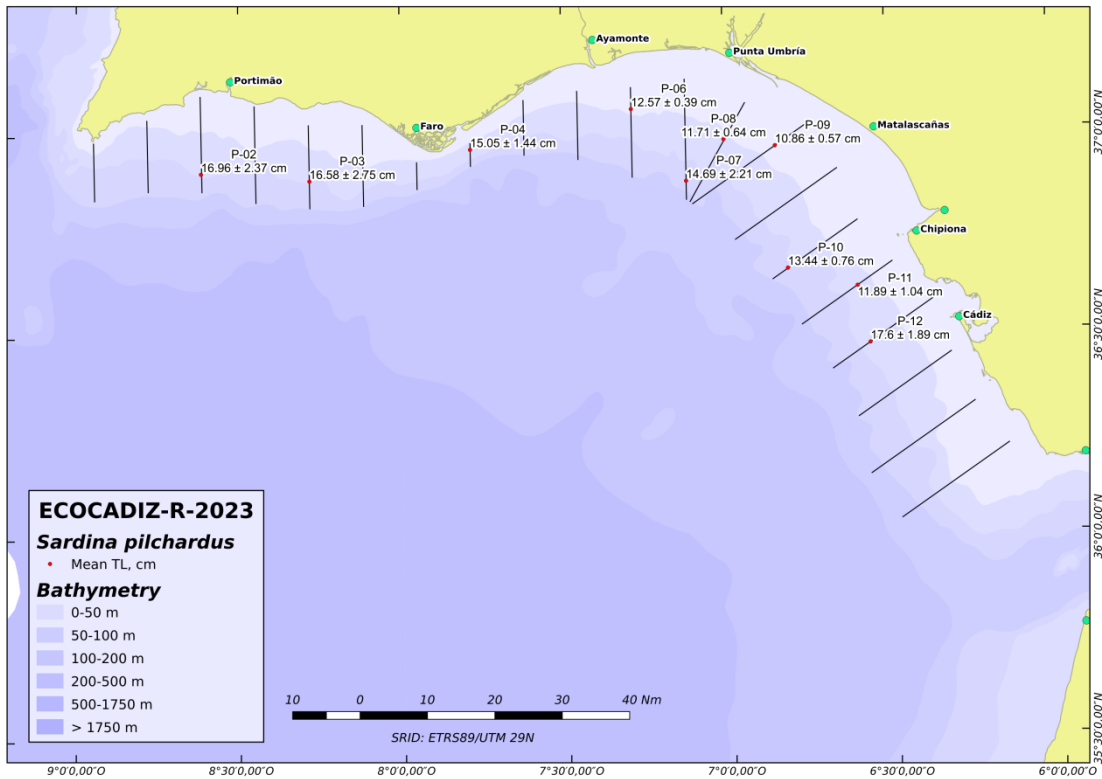 Ayamonte
Punta Umbría
Portimão
P-06
12.57 ± 0.39 cm
P-08
11.71 ± 0.64 cm
P-09
10.86 ± 0.57 cm
Matalascañas
Faro
P-04
15.05 ± 1.44 cm
P-02
16.96 ± 2.37 cm
P-03
16.58 ± 2.75 cm
P-07
14.69 ± 2.21 cm
Chipiona
P-10
13.44 ± 0.76 cm
P-11
11.89 ± 1.04 cm
Cádiz
P-12
17.6 ± 1.89 cm
37°0'0,00"N
36°30'0,00"N
36°0'0,00"N
35°30'0,00"N
ECOCADIZ-R-2023
Sardina pilchardus
Mean TL, cm
Bathymetry
0-50 m
50-100 m
100-200 m
200-500 m
500-1750 m
> 1750 m
10 0 10 20 30 40 Nm
SRID: ETRS89/UTM 29N
9°0'0,00"O 8°30'0,00"O 8°0'0,00"O 7°30'0,00"O 7°0'0,00"O 6°30'0,00"O 6°0'0,00"O